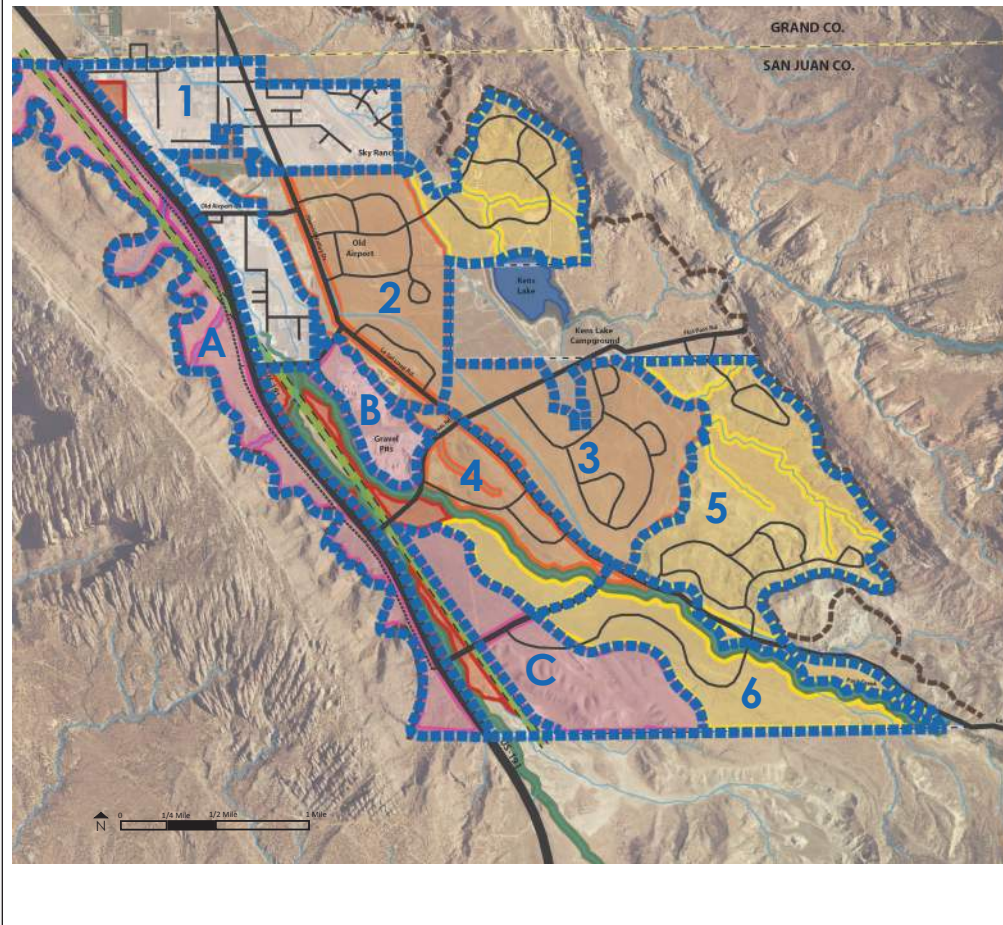 GRAND CO.
SAN JUAN CO.
1
Sky Ranch
Old Airport
Old
Airport
2
Kens
Lake
Kens Lake
Campground
A
B
Gravel
Pits
3
4
5
C
6
N
0
1/4 Mile
1/2 Mile
1 Mile